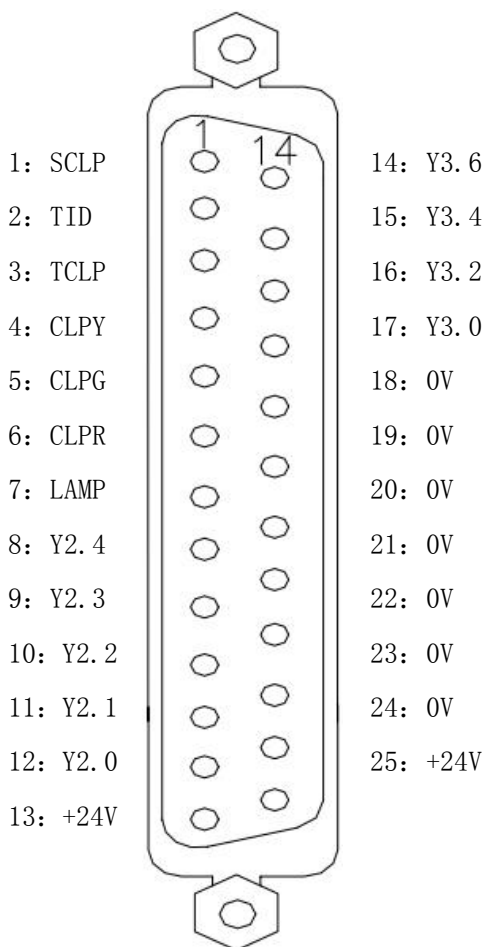 1
14
1: SCLP
2: TID
3: TCLP
4: CLPY
5: CLPG
6: CLPR
7: LAMP
8: Y2.4
9: Y2.3
10: Y2.2
11: Y2.1
12: Y2.0
13: +24V
14: Y3.6
15: Y3.4
16: Y3.2
17: Y3.0
18: 0V
19: 0V
20: 0V
21: 0V
22: 0V
23: 0V
24: 0V
25: +24V